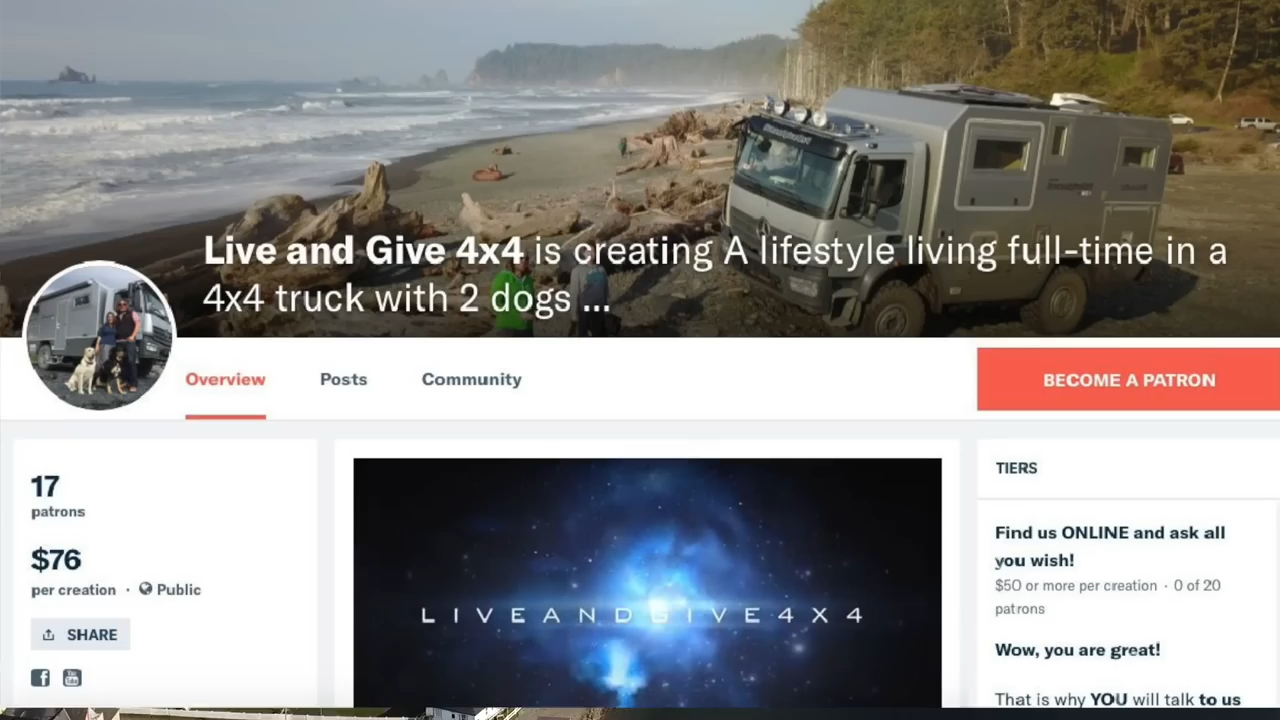 Live and Give 4x4 is creating A lifestyle living full-time in a
4x4 truck with 2 dogs ...
Overview
Posts
Community
BECOME A PATRON
17
patrons
$76
per creation · Public
SHARE
LIVEANDGIVE4X4
TIERS
Find us ONLINE and ask all
you wish!
$50 or more per creation · 0 of 20
patrons
Wow, you are great!
That is why YOU will talk to us